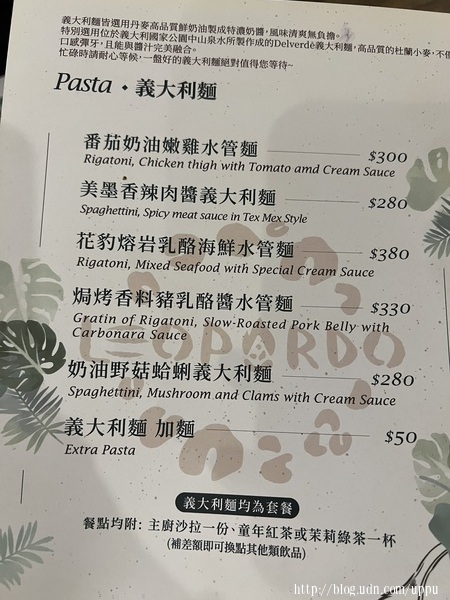 義大利麵皆選用丹麥高品質鮮奶油製成特濃奶醬,風味清爽無負擔。
特別選用位於義大利國家公園中山泉水所製作成的Delverdè義大利麵,高品質的杜蘭小麥,不但
口感彈牙,且能與醬汁完美融合。
忙碌時請耐心等候,一盤好的義大利麵絕對值得您等待~
Pasta・義大利麵
番茄奶油嫩雞水管麵 $300
Rigatoni, Chicken thigh with Tomato amd Cream Sauce
美墨香辣肉醬義大利麵 $280
Spaghettini, Spicy meat sauce in Tex Mex Style
花豹熔岩乳酪海鮮水管麵 $380
Rigatoni, Mixed Seafood with Special Cream Sauce
焗烤香料豬乳酪醬水管麵 $330
Gratin of Rigatoni, Slow-Roasted Pork Belly with
Carbonara Sauce
LEOPARDO
奶油野菇蛤蜊義大利麵 $280
Spaghettini, Mushroom and Clams with Cream Sauce
義大利麵 加麵 $50
Extra Pasta
義大利麵均為套餐
餐點均附: 主廚沙拉一份、童年紅茶或茉莉綠茶一杯
(補差額即可換點其他類飲品)
http://blog.udn.com/uppu